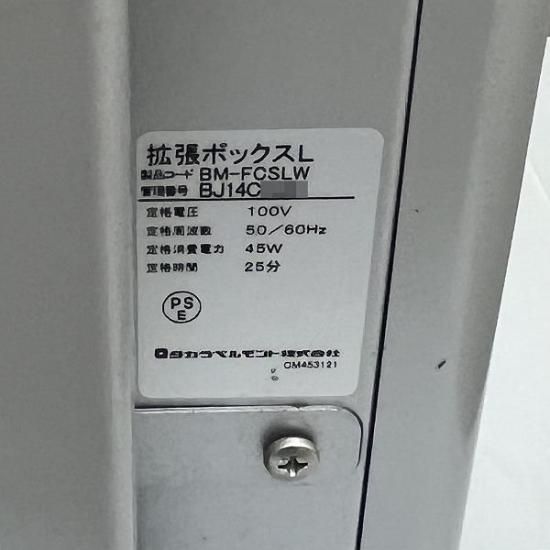 拡張ボックスL
製品コード BM-FCSLW
管理番号 BJ14C
定格電圧 100V
定格周波数 50/60Hz
定格消費電力 45W
定格時間 25分
PS
E
タカラベルモント株式会社
CM453121